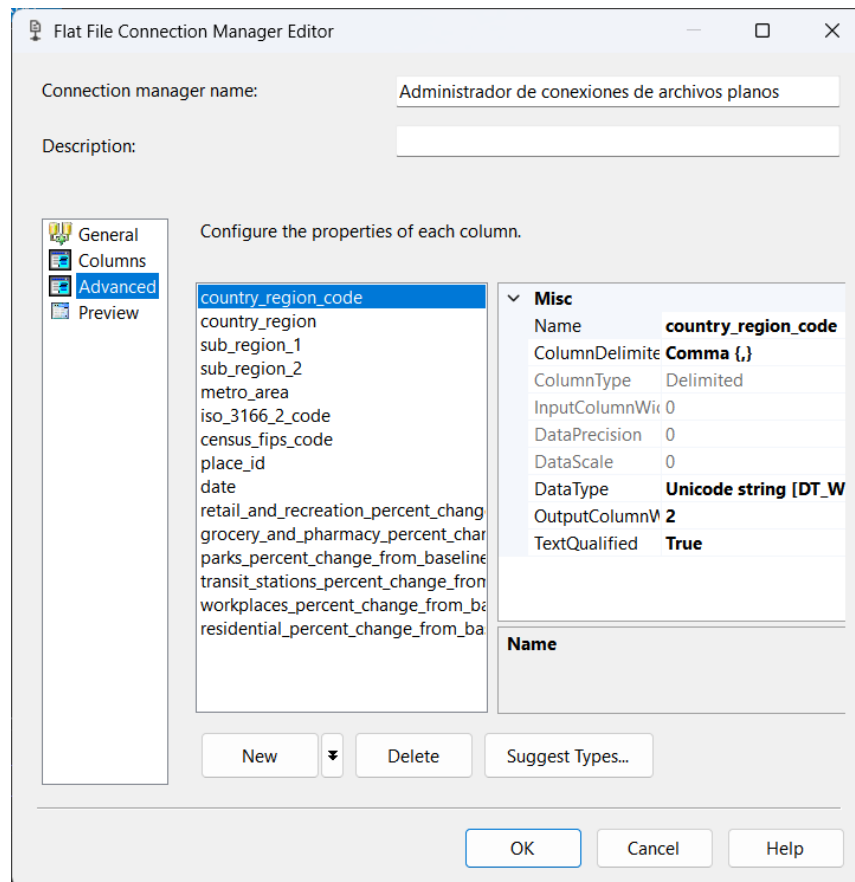 Flat File Connection Manager Editor
Connection manager name:
Administrador de conexiones de archivos planos
Description:
General
Columns
Advanced
Preview
Configure the properties of each column.
country_region_code
country_region
sub_region_1
sub_region_2
metro_area
iso_3166_2_code
census_fips_code
place_id
date
retail_and_recreation_percent_chang
grocery_and_pharmacy_percent_char
parks_percent_change_from_baseline
transit_stations_percent_change_from
workplaces_percent_change_from_ba
residential_percent_change_from_ba
Misc
Name country_region_code
ColumnDelimite Comma {,}
ColumnType Delimited
InputColumnWi 0
DataPrecision 0
DataScale 0
DataType Unicode string [DT_W
OutputColumnW 2
TextQualified True
Name
New
Delete
Suggest Types...
OK
Cancel
Help